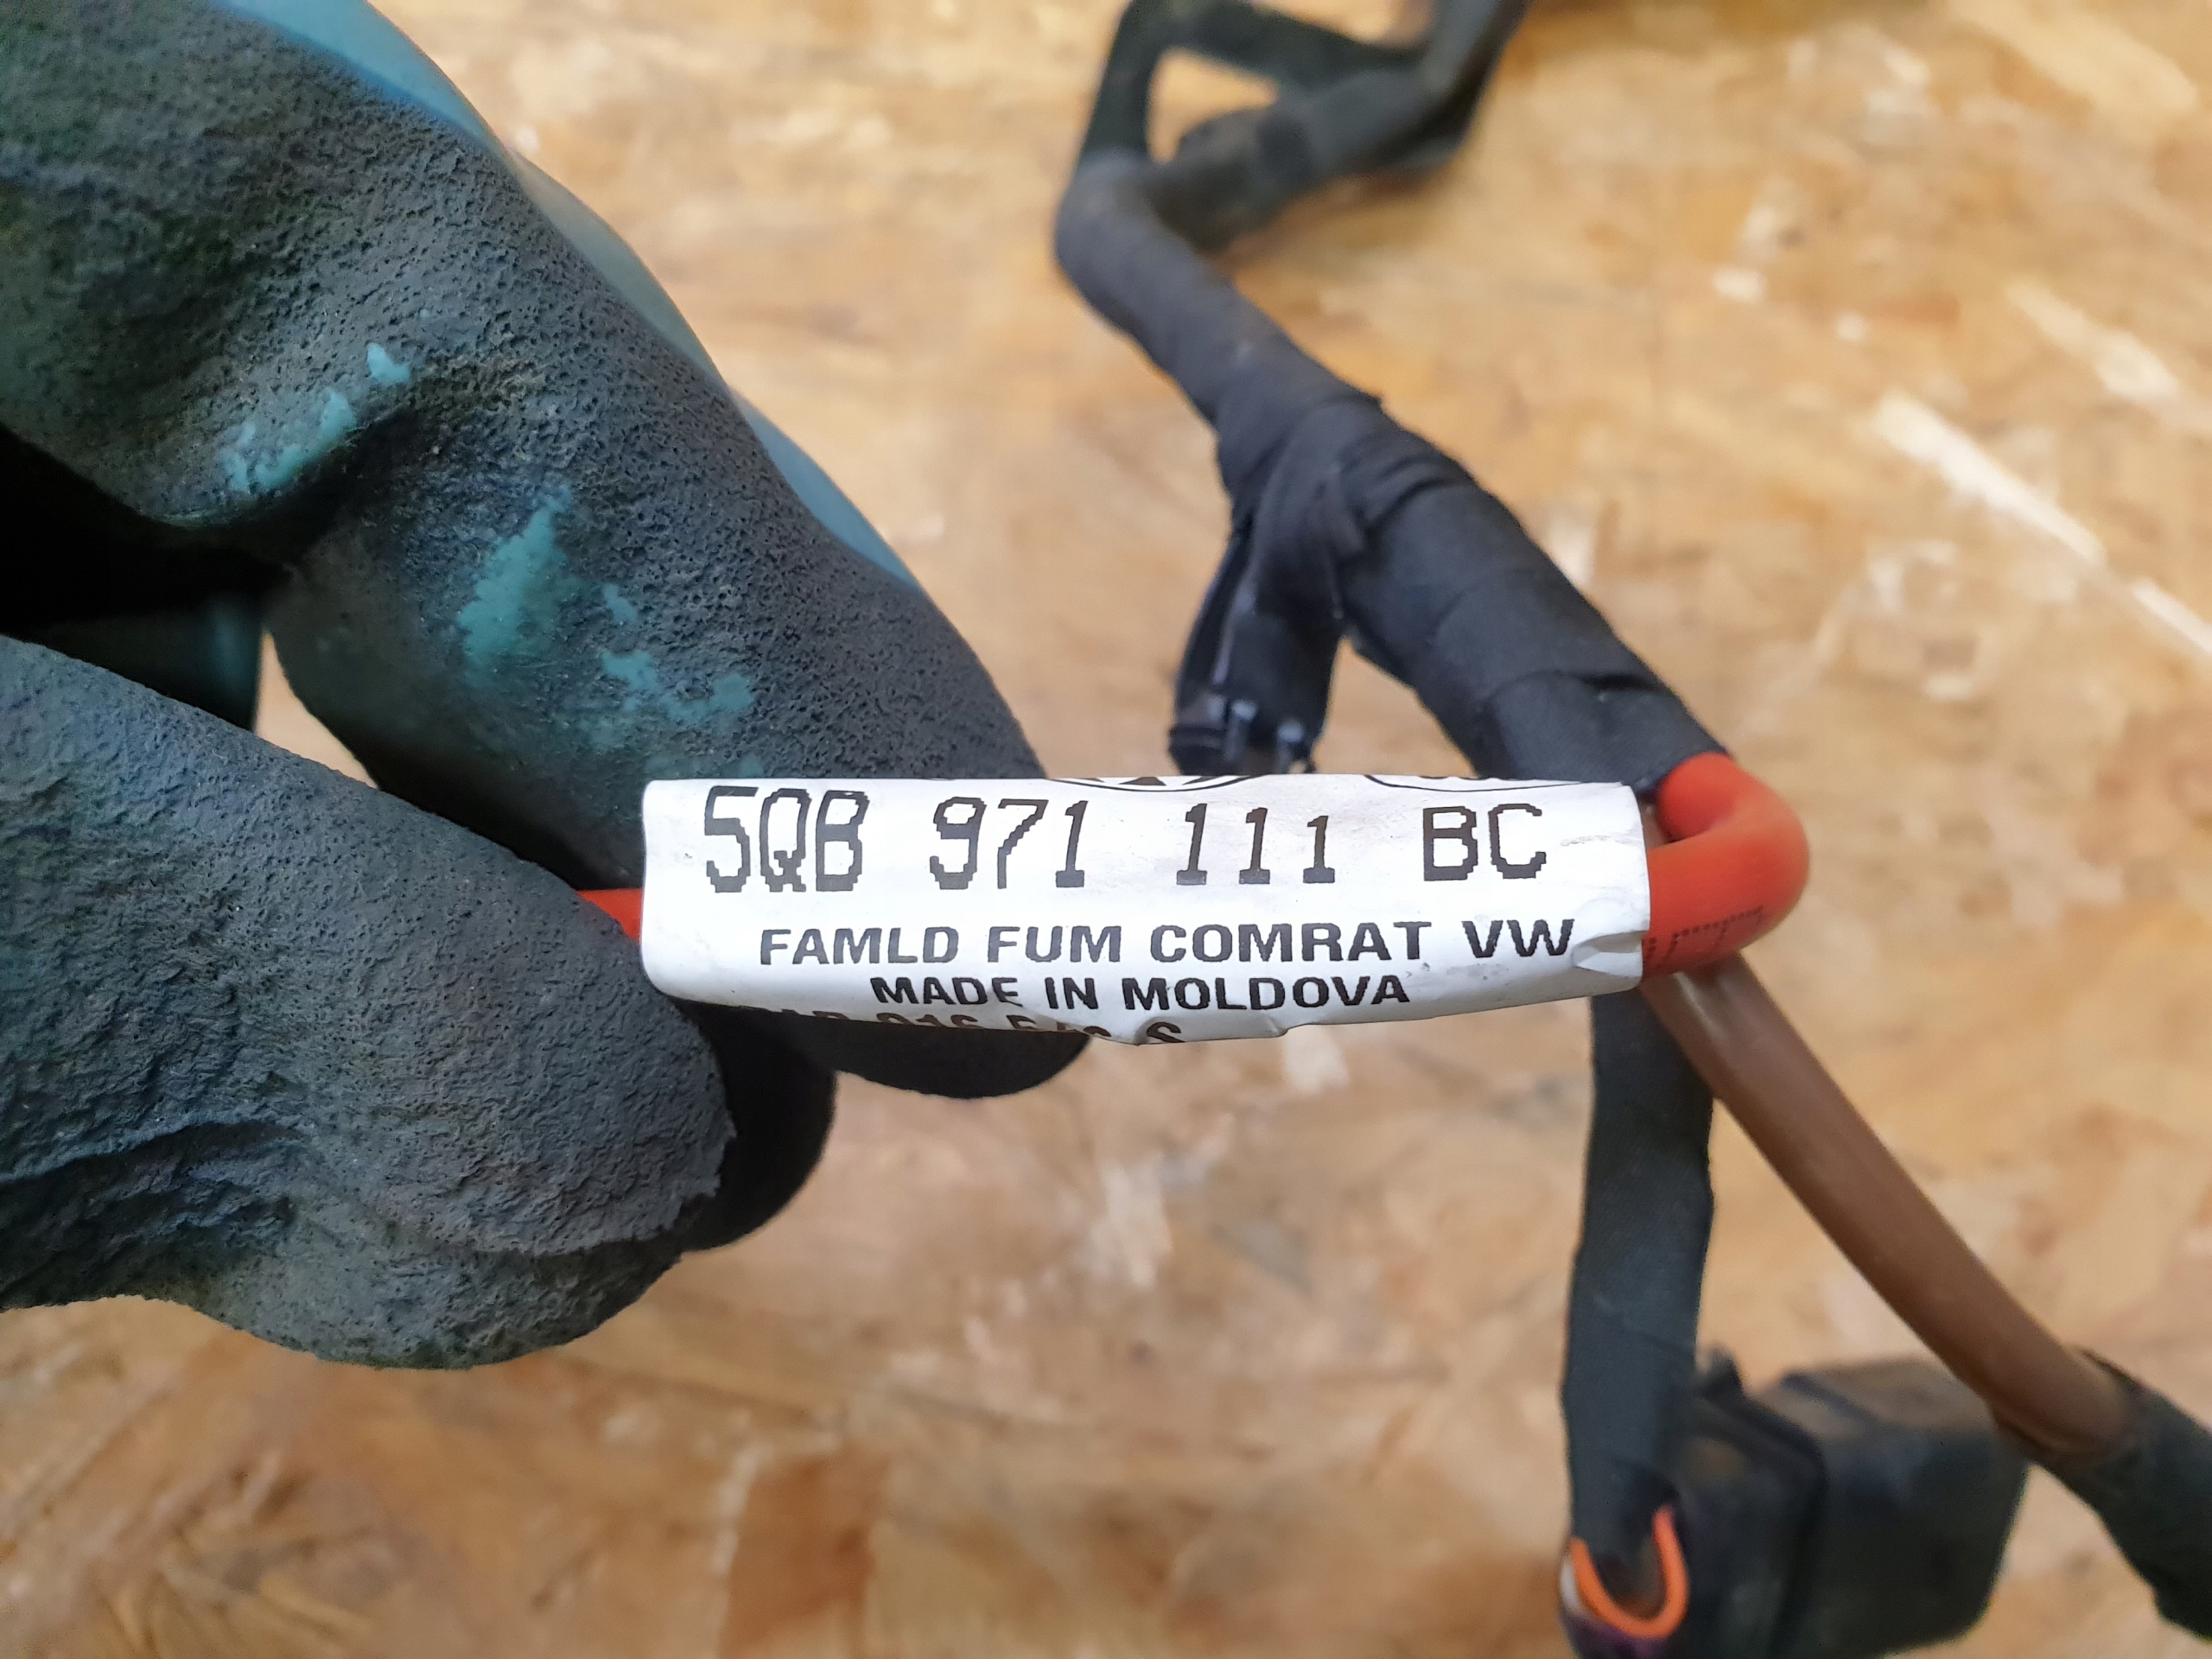 5QB 971 111 BC
FAMLD FUM COMRAT VW
MADE IN MOLDOVA